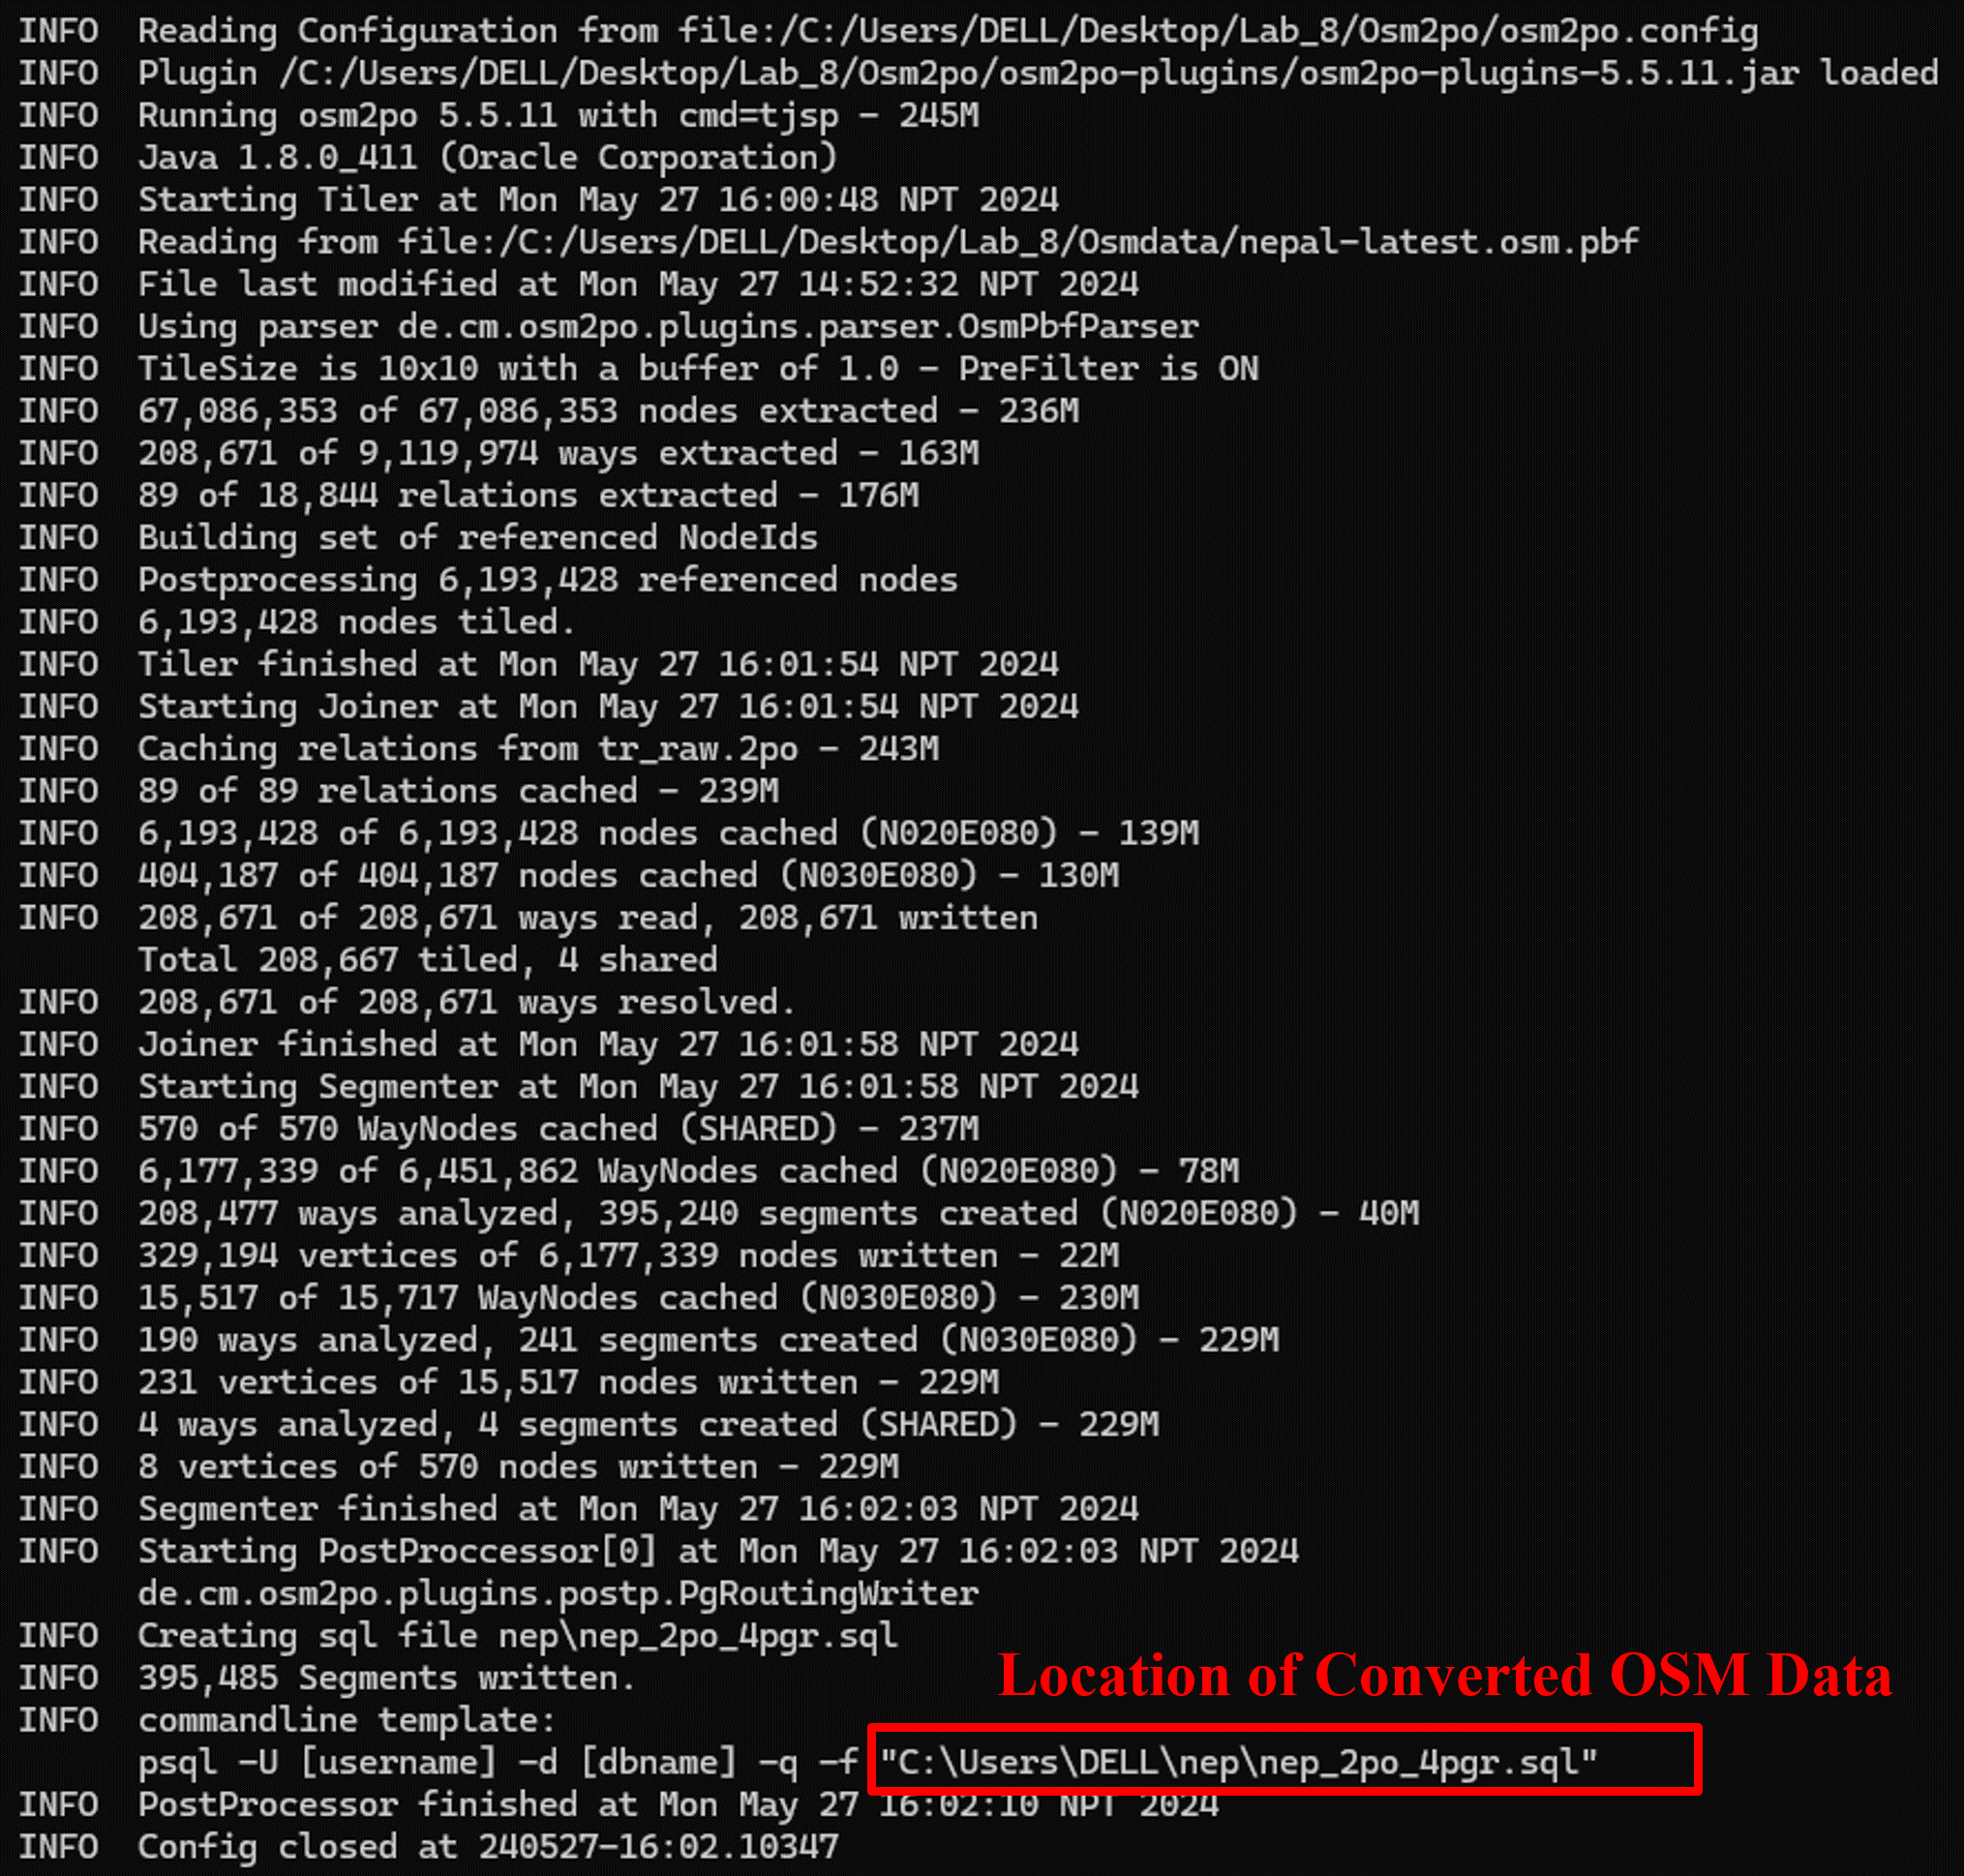 INFO  Reading Configuration from file:/C:/Users/DELL/Desktop/Lab_8/Osm2po/osm2po.config
INFO  Plugin /C:/Users/DELL/Desktop/Lab_8/Osm2po/osm2po-plugins/osm2po-plugins-5.5.11.jar loaded
INFO  Running osm2po 5.5.11 with cmd=tjsp - 245M
INFO  Java 1.8.0_411 (Oracle Corporation)
INFO  Starting Tiler at Mon May 27 16:00:48 NPT 2024
INFO  Reading from file:/C:/Users/DELL/Desktop/Lab_8/Osmdata/nepal-latest.osm.pbf
INFO  File last modified at Mon May 27 14:52:32 NPT 2024
INFO  Using parser de.cm.osm2po.plugins.parser.OsmPbfParser
INFO  TileSize is 10x10 with a buffer of 1.0 - PreFilter is ON
INFO  67,086,353 of 67,086,353 nodes extracted - 236M
INFO  208,671 of 9,119,974 ways extracted - 163M
INFO  89 of 18,844 relations extracted - 176M
INFO  Building set of referenced NodeIds
INFO  Postprocessing 6,193,428 referenced nodes
INFO  6,193,428 nodes tiled.
INFO  Tiler finished at Mon May 27 16:01:54 NPT 2024
INFO  Starting Joiner at Mon May 27 16:01:54 NPT 2024
INFO  Caching relations from tr_raw.2po - 243M
INFO  89 of 89 relations cached - 239M
INFO  6,193,428 of 6,193,428 nodes cached (N020E080) - 139M
INFO  404,187 of 404,187 nodes cached (N030E080) - 130M
INFO  208,671 of 208,671 ways read, 208,671 written
Total 208,667 tiled, 4 shared
INFO  208,671 of 208,671 ways resolved.
INFO  Joiner finished at Mon May 27 16:01:58 NPT 2024
INFO  Starting Segmenter at Mon May 27 16:01:58 NPT 2024
INFO  570 of 570 WayNodes cached (SHARED) - 237M
INFO  6,177,339 of 6,451,862 WayNodes cached (N020E080) - 78M
INFO  208,477 ways analyzed, 395,240 segments created (N020E080) - 40M
INFO  329,194 vertices of 6,177,339 nodes written - 22M
INFO  15,517 of 15,717 WayNodes cached (N030E080) - 230M
INFO  190 ways analyzed, 241 segments created (N030E080) - 229M
INFO  231 vertices of 15,517 nodes written - 229M
INFO  4 ways analyzed, 4 segments created (SHARED) - 229M
INFO  8 vertices of 570 nodes written - 229M
INFO  Segmenter finished at Mon May 27 16:02:03 NPT 2024
INFO  Starting PostProccessor[0] at Mon May 27 16:02:03 NPT 2024
de.cm.osm2po.plugins.postp.PgRoutingWriter
INFO  Creating sql file nep\nep_2po_4pgr.sql
Location of Converted OSM Data
INFO  395,485 Segments written.
INFO  commandline template:
psql -U [username] -d [dbname] -q -f "C:\Users\DELL\nep\nep_2po_4pgr.sql"
INFO  PostProcessor finished at Mon May 27 16:02:10 NPT 2024
INFO  Config closed at 240527-16:02.10347